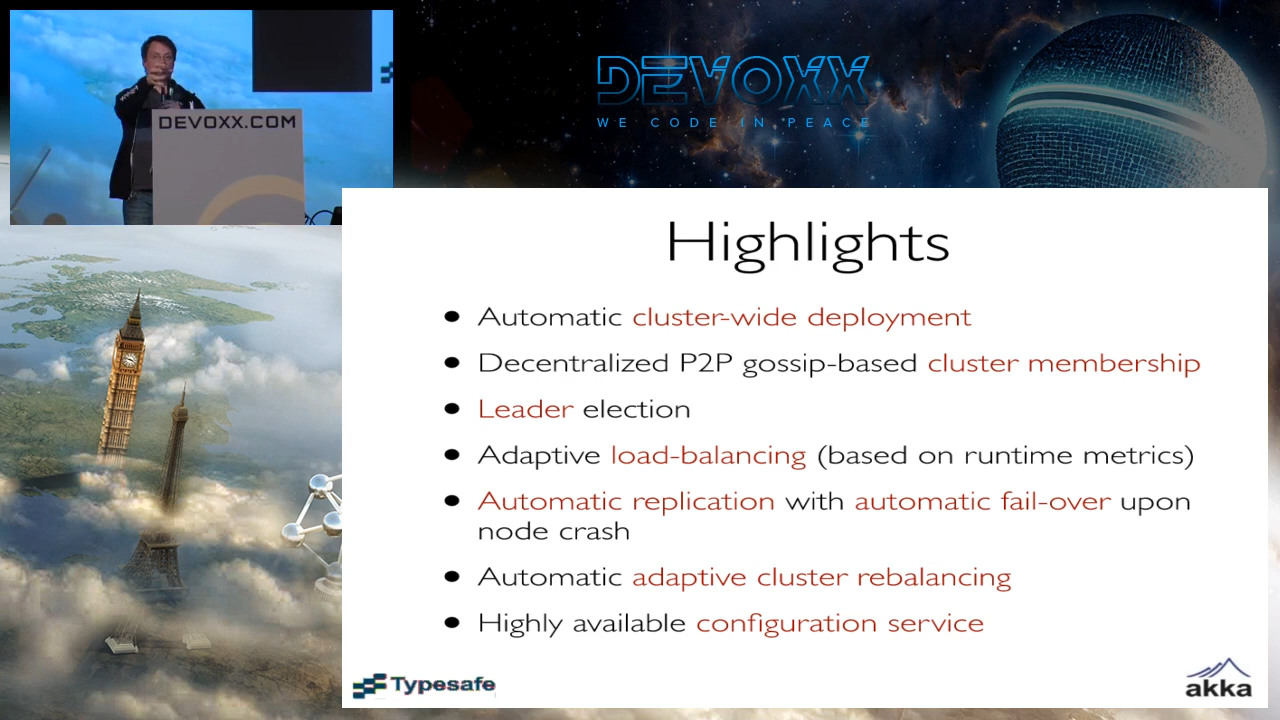 DEVOXX
WE CODE IN PEACE
DEVOXX.COM
Highlights
• Automatic cluster-wide deployment
• Decentralized P2P gossip-based cluster membership
• Leader election
• Adaptive load-balancing (based on runtime metrics)
• Automatic replication with automatic fail-over upon
node crash
• Automatic adaptive cluster rebalancing
• Highly available configuration service
Typesafe
akka